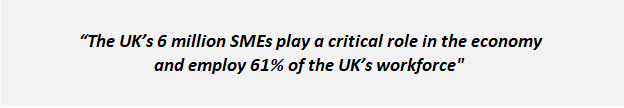 “The UK’s 6 million SMEs play a critical role in the economy
and employ 61% of the UK’s workforce"